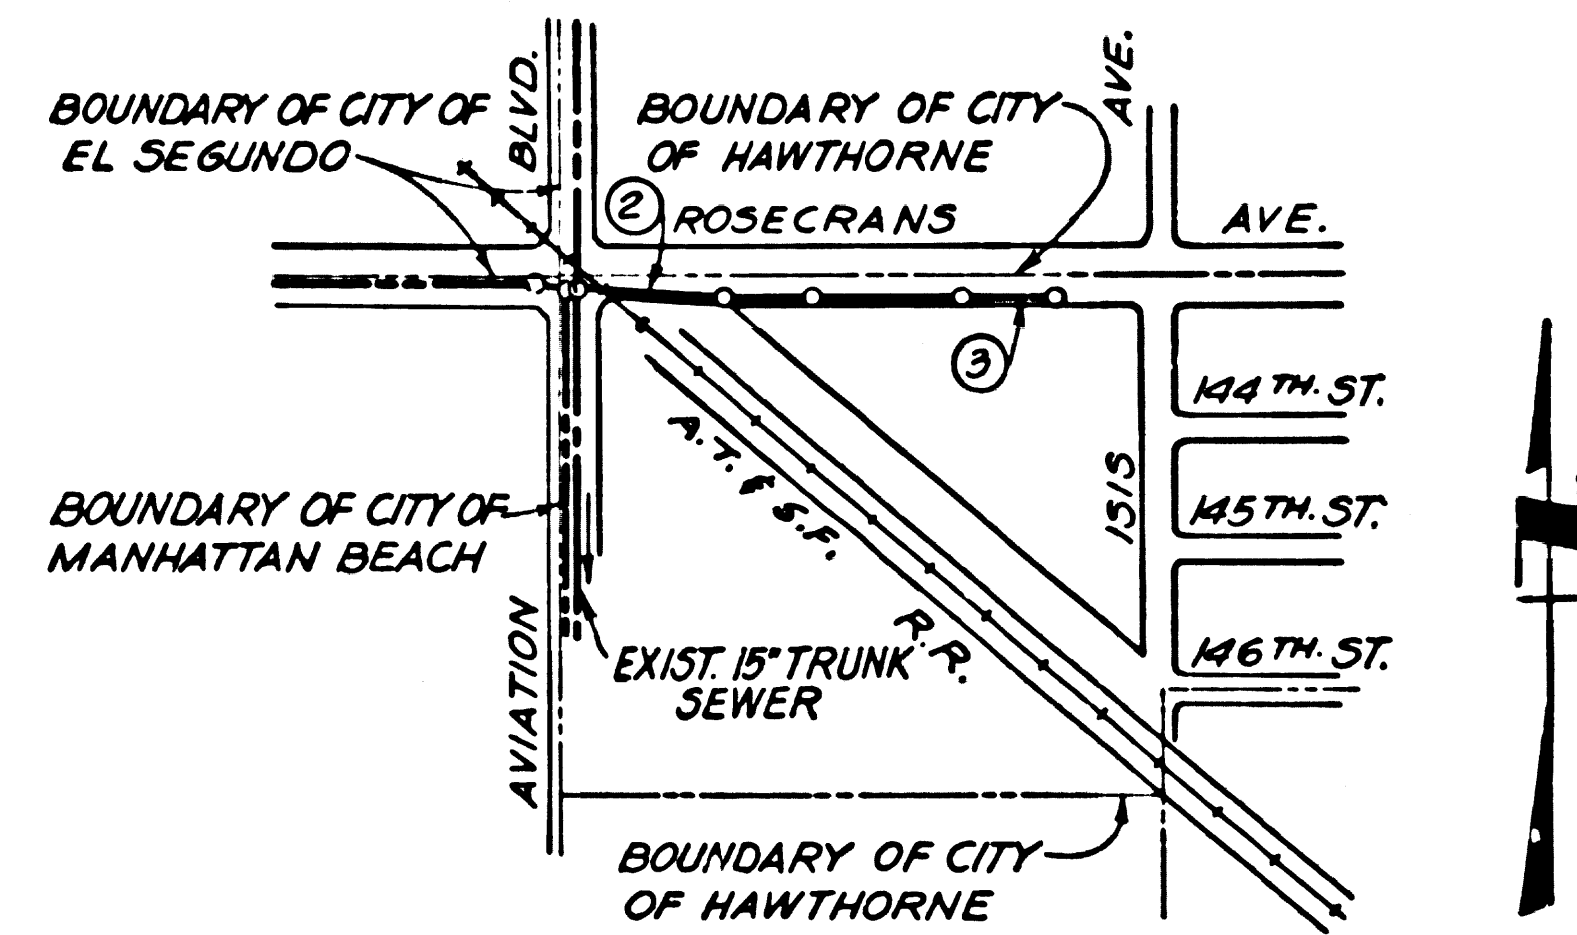 BOUNDARY OF CITY OF
EL SEGUNDO
BLVD.
BOUNDARY OF CITY
OF HAWTHORNE
AVE.
2
ROSECRANS
AVE.
3
144TH. ST.
A.T. & S.F.
R.R.
ISIS
145TH. ST.
BOUNDARY OF CITY OF
MANHATTAN BEACH
AVIATION
EXIST. 15" TRUNK
SEWER
146TH. ST.
BOUNDARY OF CITY
OF HAWTHORNE